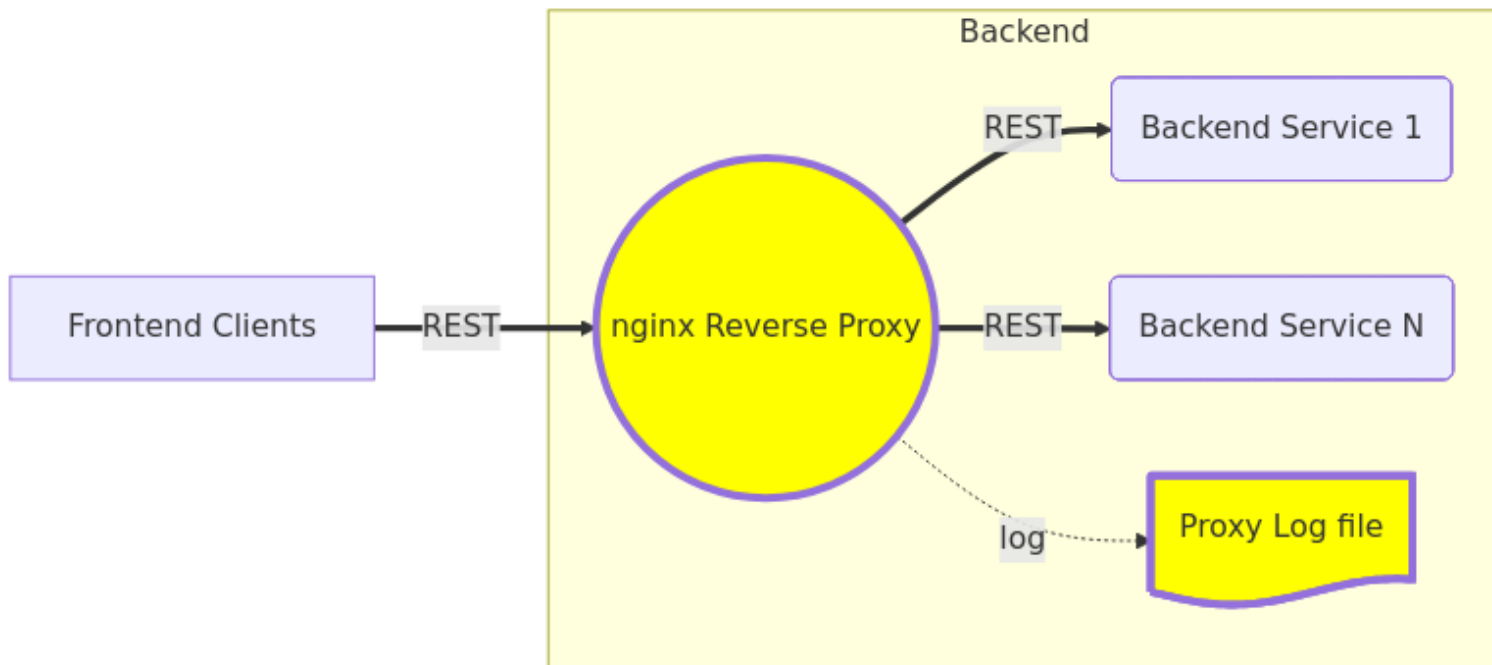 Backend
REST
Backend Service 1
Frontend Clients
REST
nginx Reverse Proxy
REST
Backend Service N
log
Proxy Log file